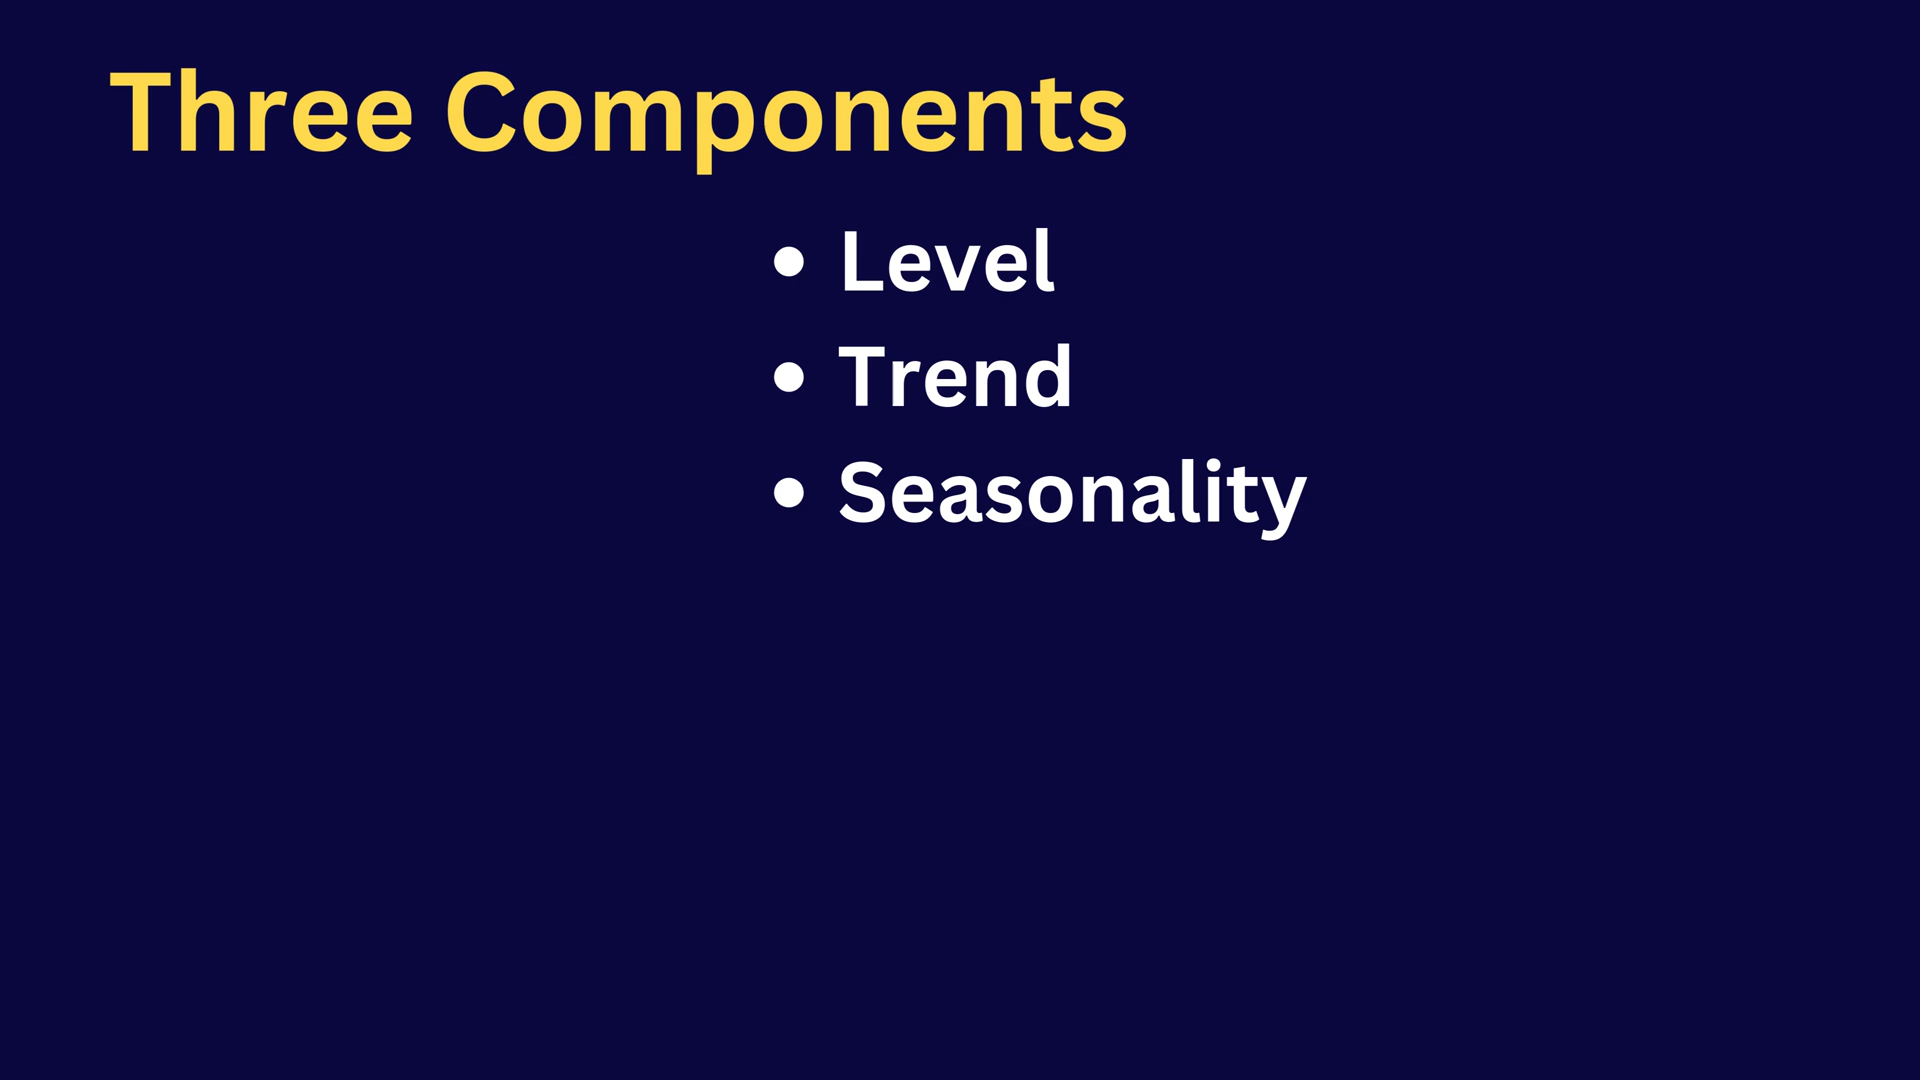 Three Components
• Level
• Trend
• Seasonality